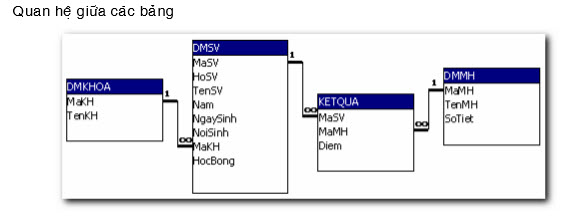 Quan hệ giữa các bảng
DMKHOA
MaKH
TenKH
1
∞
DMSV
MaSV
HoSV
TenSV
Nam
NgaySinh
NoiSinh
MaKH
HocBong
1
∞
KETQUA
MaSV
MaMH
Diem
∞
1
DMMH
MaMH
TenMH
SoTiet